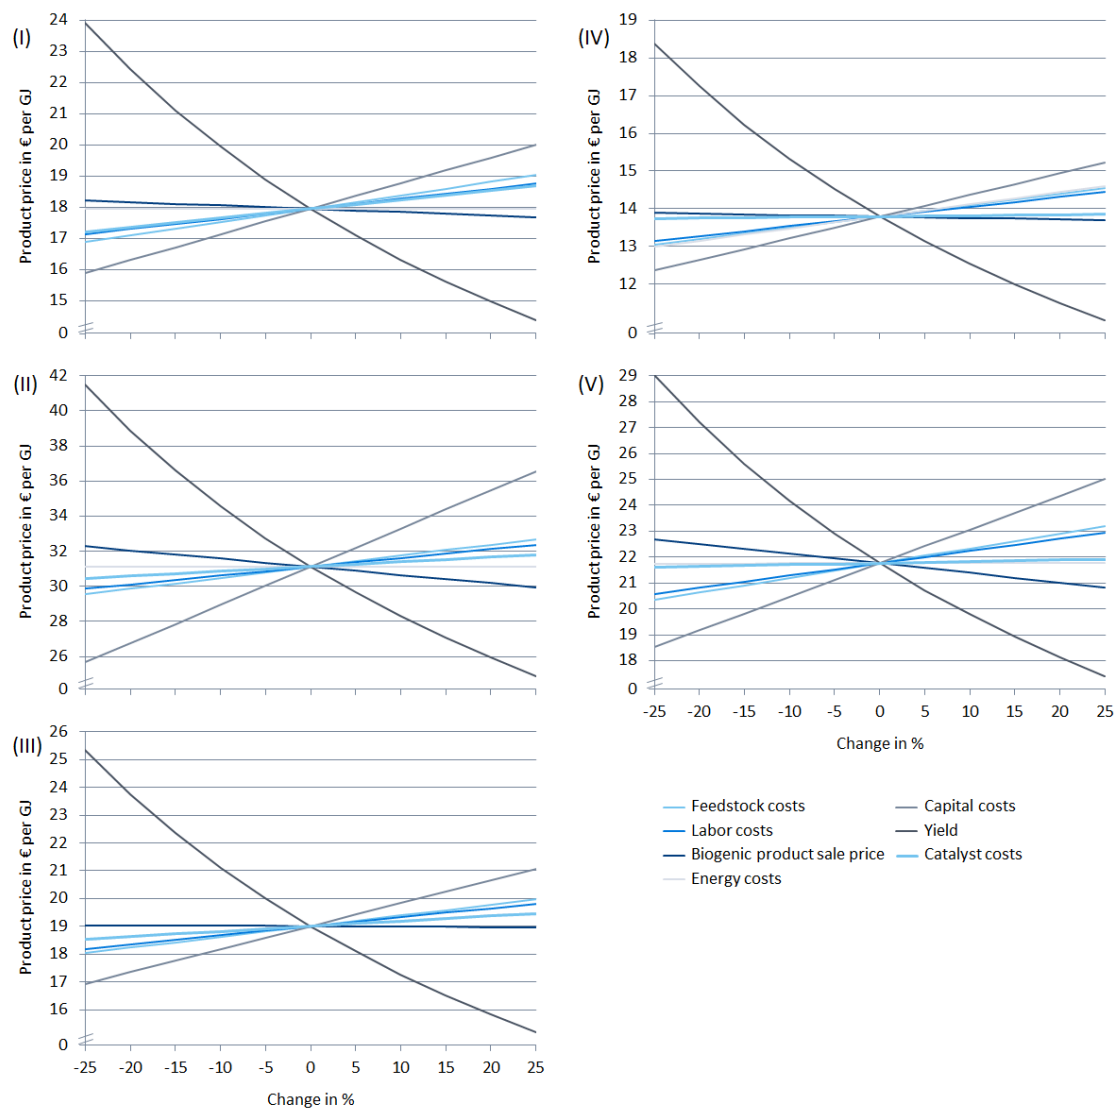 (I)
Product price in € per GJ
24
23
22
21
20
19
18
17
16
15
0
(IV)
Product price in € per GJ
19
18
17
16
15
14
13
12
0
(II)
Product price in € per GJ
42
40
38
36
34
32
30
28
26
0
(V)
Product price in € per GJ
29
28
27
26
25
24
23
22
21
20
19
18
0
-25 -20 -15 -10 -5 0 5 10 15 20 25
Change in %
(III)
Product price in € per GJ
26
25
24
23
22
21
20
19
18
17
16
0
-25 -20 -15 -10 -5 0 5 10 15 20 25
Change in %
Feedstock costs
Capital costs
Labor costs
Yield
Biogenic product sale price
Catalyst costs
Energy costs